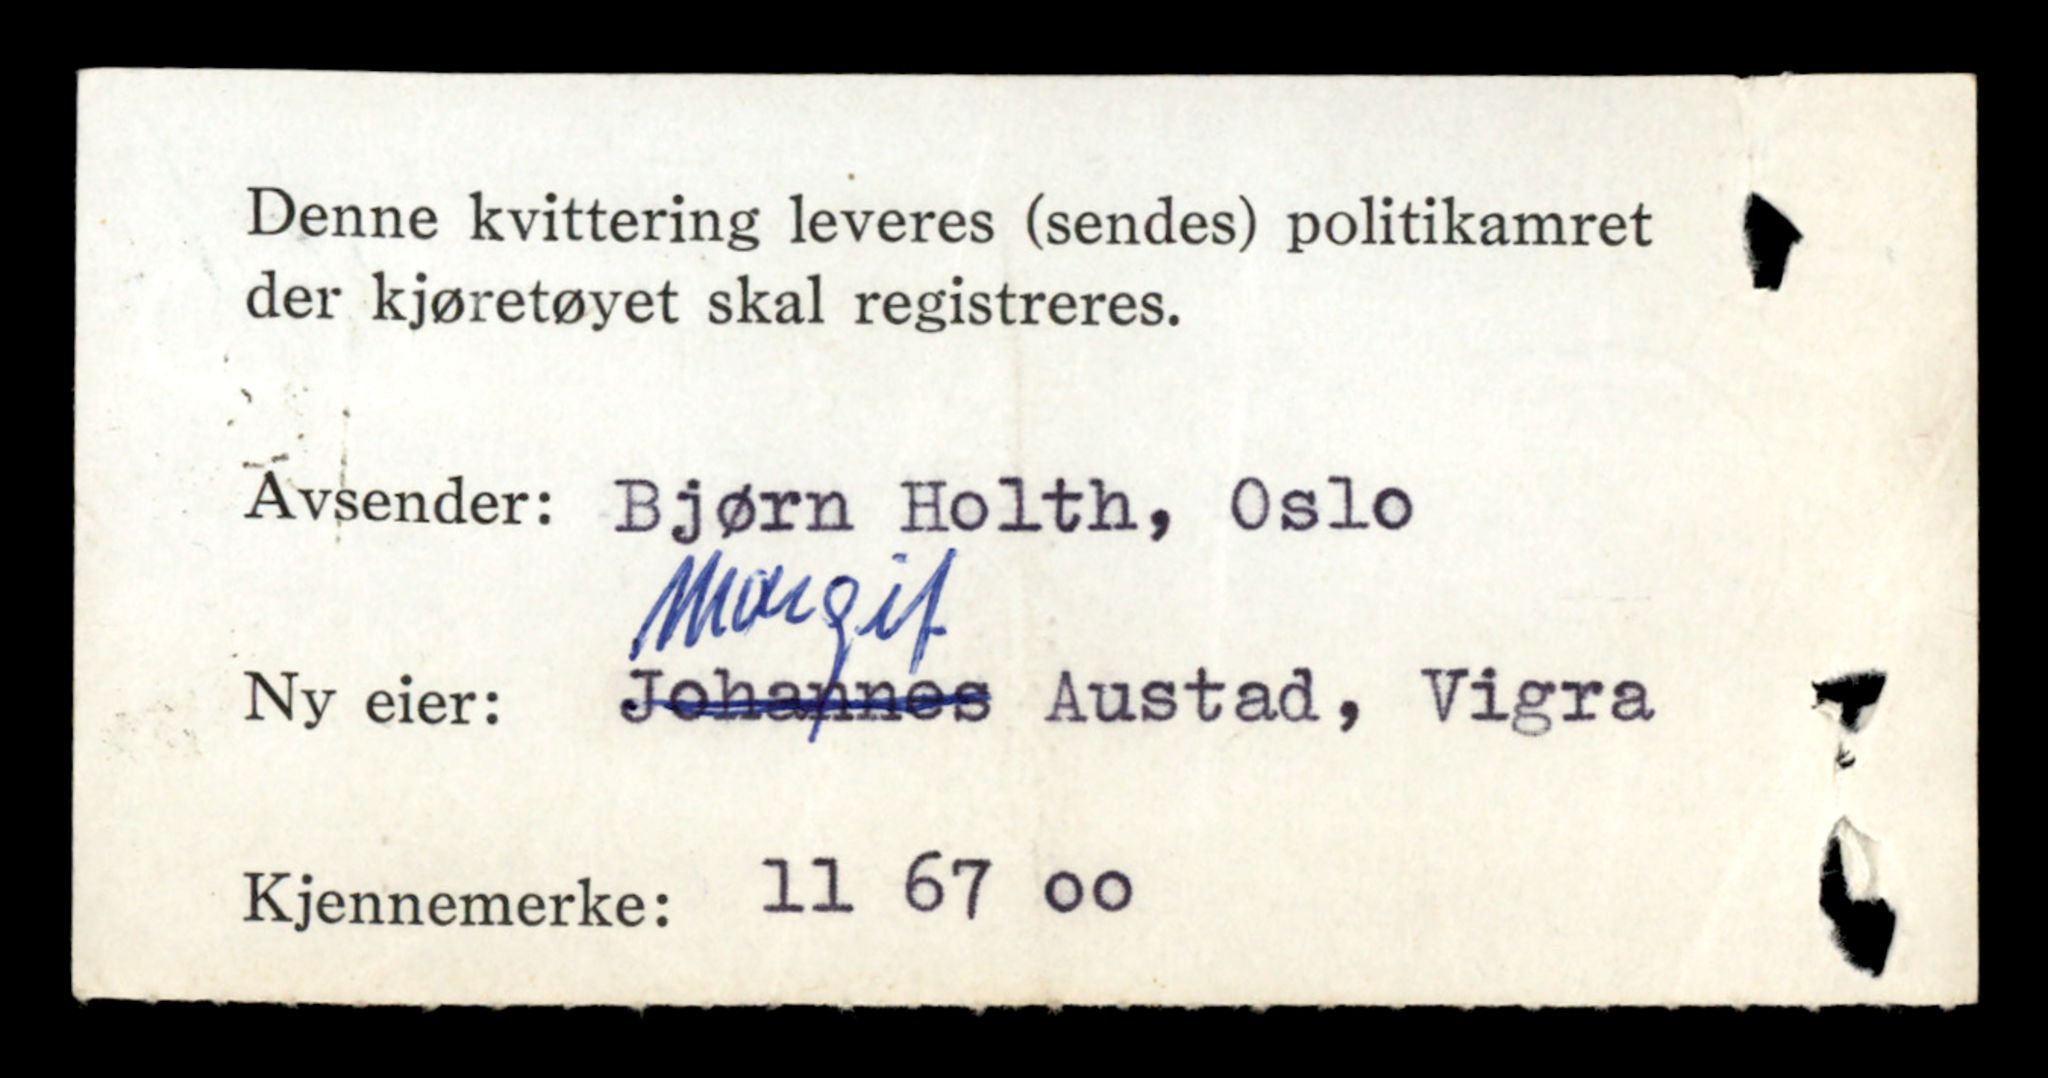 Denne kvittering leveres (sendes) politikamret
der kjøretøyet skal registreres.
Avsender: Bjørn Holth, Oslo
Margit
Ny eier: Johannes Austad, Vigra
Kjennemerke: 11 67 oo